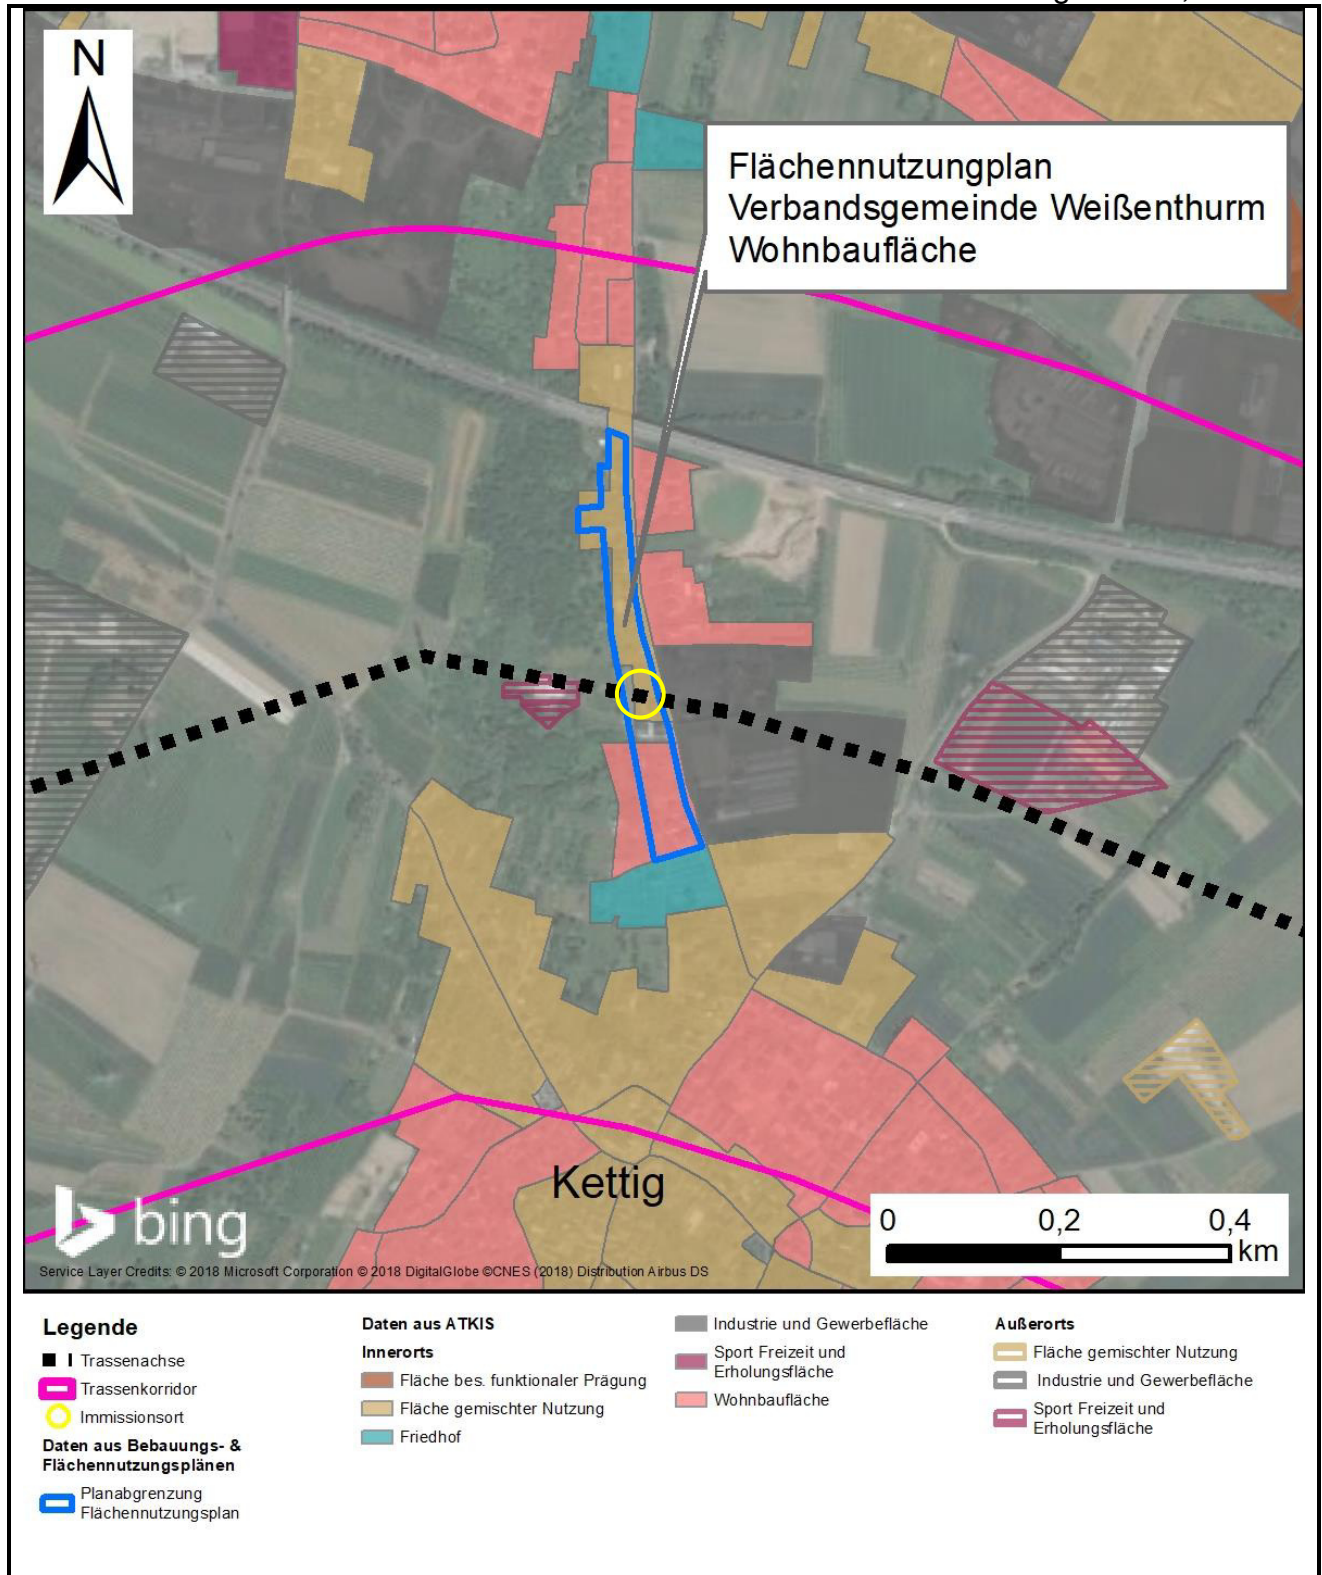 N
Flächennutzungplan
Verbandsgemeinde Weißenthurm
Wohnbaufläche
Kettig
bing
0 0,2 0,4
km
Service Layer Credits: © 2018 Microsoft Corporation © 2018 DigitalGlobe ©CNES (2018) Distribution Airbus DS
Legende
Trassenachse
Trassenkorridor
Immissionsort
Daten aus Bebauungs- &
Flächennutzungsplänen
Planabgrenzung
Flächennutzungsplan
Daten aus ATKIS
Innerorts
Fläche bes. funktionaler Prägung
Fläche gemischter Nutzung
Friedhof
Industrie und Gewerbefläche
Sport Freizeit und
Erholungsfläche
Wohnbaufläche
Außerorts
Fläche gemischter Nutzung
Industrie und Gewerbefläche
Sport Freizeit und
Erholungsfläche